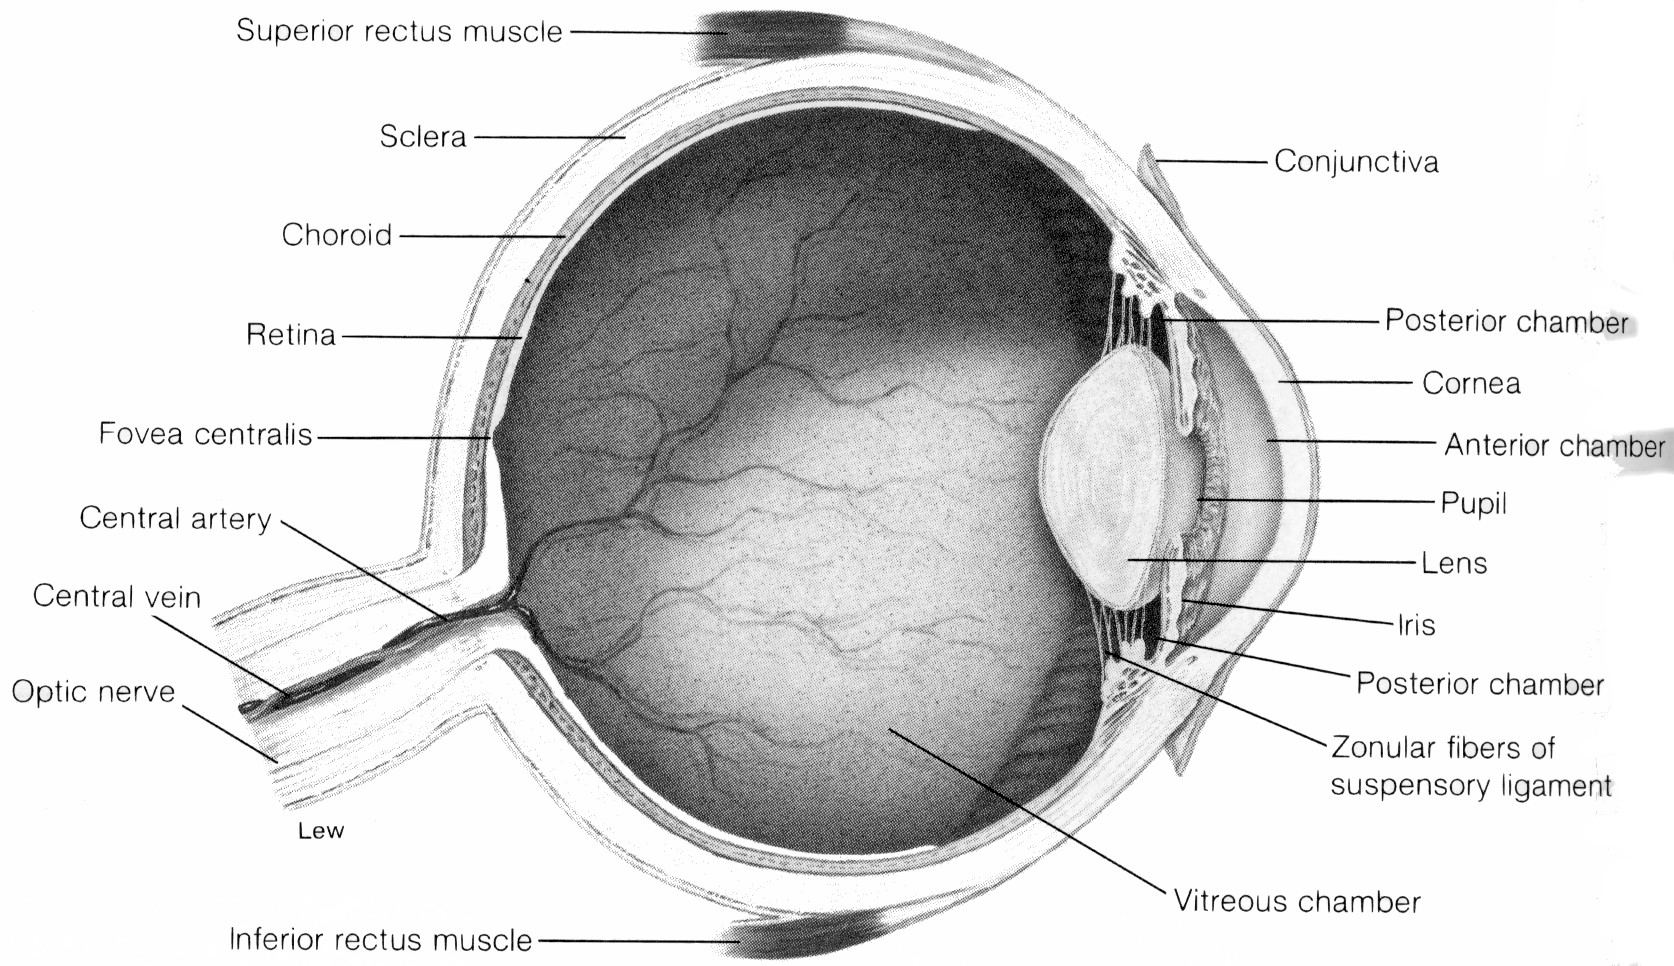 Superior rectus muscle
Sclera
Choroid
Retina
Fovea centralis
Central artery
Central vein
Optic nerve
Lew
Inferior rectus muscle
Conjunctiva
Posterior chamber
Cornea
Anterior chamber
Pupil
Lens
Iris
Posterior chamber
Zonular fibers of
suspensory ligament
Vitreous chamber